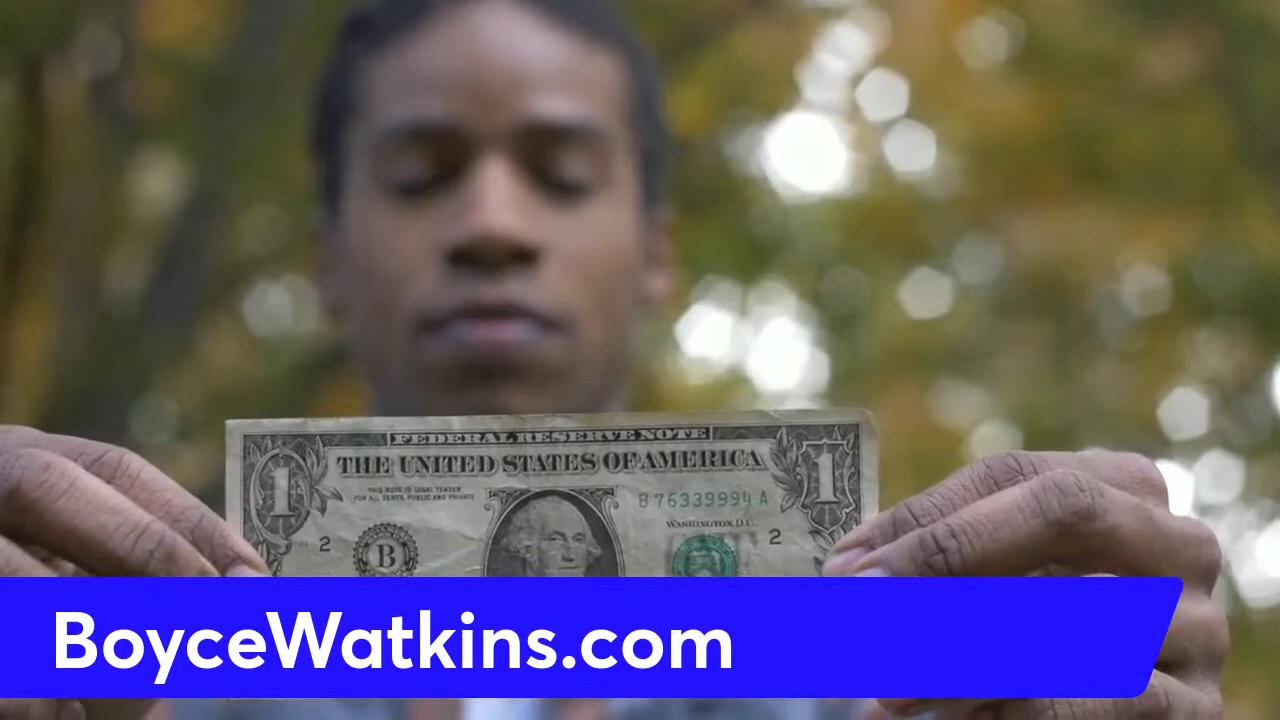 FEDERAL RESERVE NOTE
THE UNITED STATES OF AMERICA
1
1
THIS NOTE IS LEGAL TENDER
FOR ALL DEBTS, PUBLIC AND PRIVATE
B 76339994 A
WASHINGTON, D.C.
2
B
2
BoyceWatkins.com